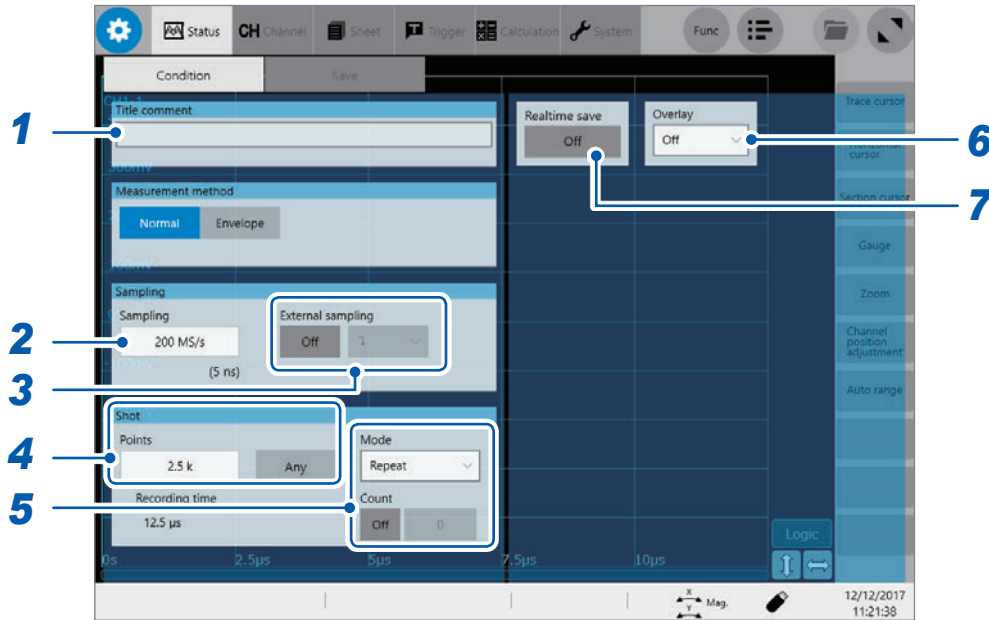 Status CH Channel Sheet Trigger Calculation System Func
Condition Save
Title comment
1
Realtime save
Off
Overlay
Off
6
7
Trace cursor
Horizontal cursor
Section cursor
Gauge
Zoom
Channel position adjustment
Auto range
Measurement method
Normal Envelope
Sampling
Sampling
200 MS/s
(5 ns)
2
External sampling
Off
3
Shot
Points
2.5 k Any
4
Recording time
12.5 µs
Mode
Repeat
Count
Off 0
5
Logic
0s 2.5µs 5µs 7.5µs 10µs
X
Y
Mag.
12/12/2017
11:21:38